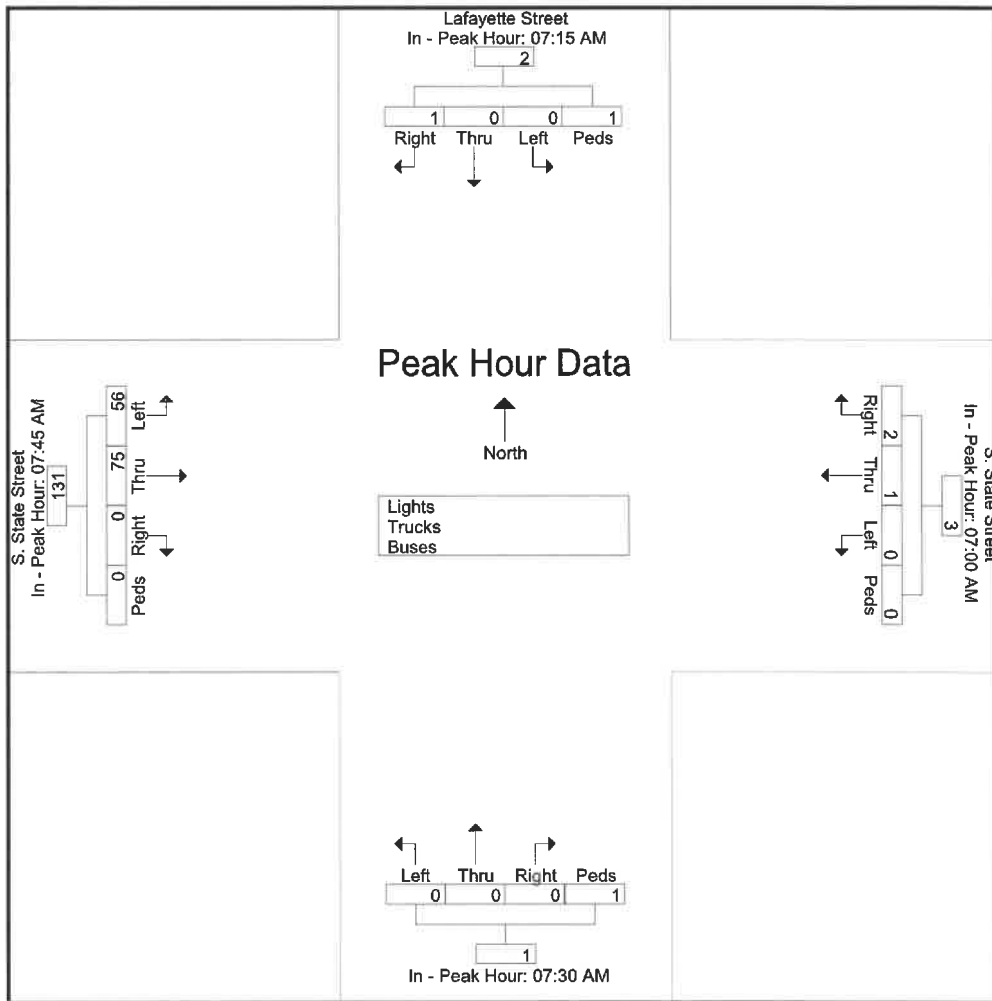 Lafayette Street
In - Peak Hour: 07:15 AM
2
1 0 0 1
Right Thru Left Peds
Peak Hour Data
North
Lights
Trucks
Buses
S. State Street
In - Peak Hour: 07:45 AM
131
56 75 0 0
Left Thru Right Peds
S. State Street
In - Peak Hour: 07:00 AM
3
2 1 0 0
Right Thru Left Peds
Left Thru Right Peds
0 0 0 1
1
In - Peak Hour: 07:30 AM